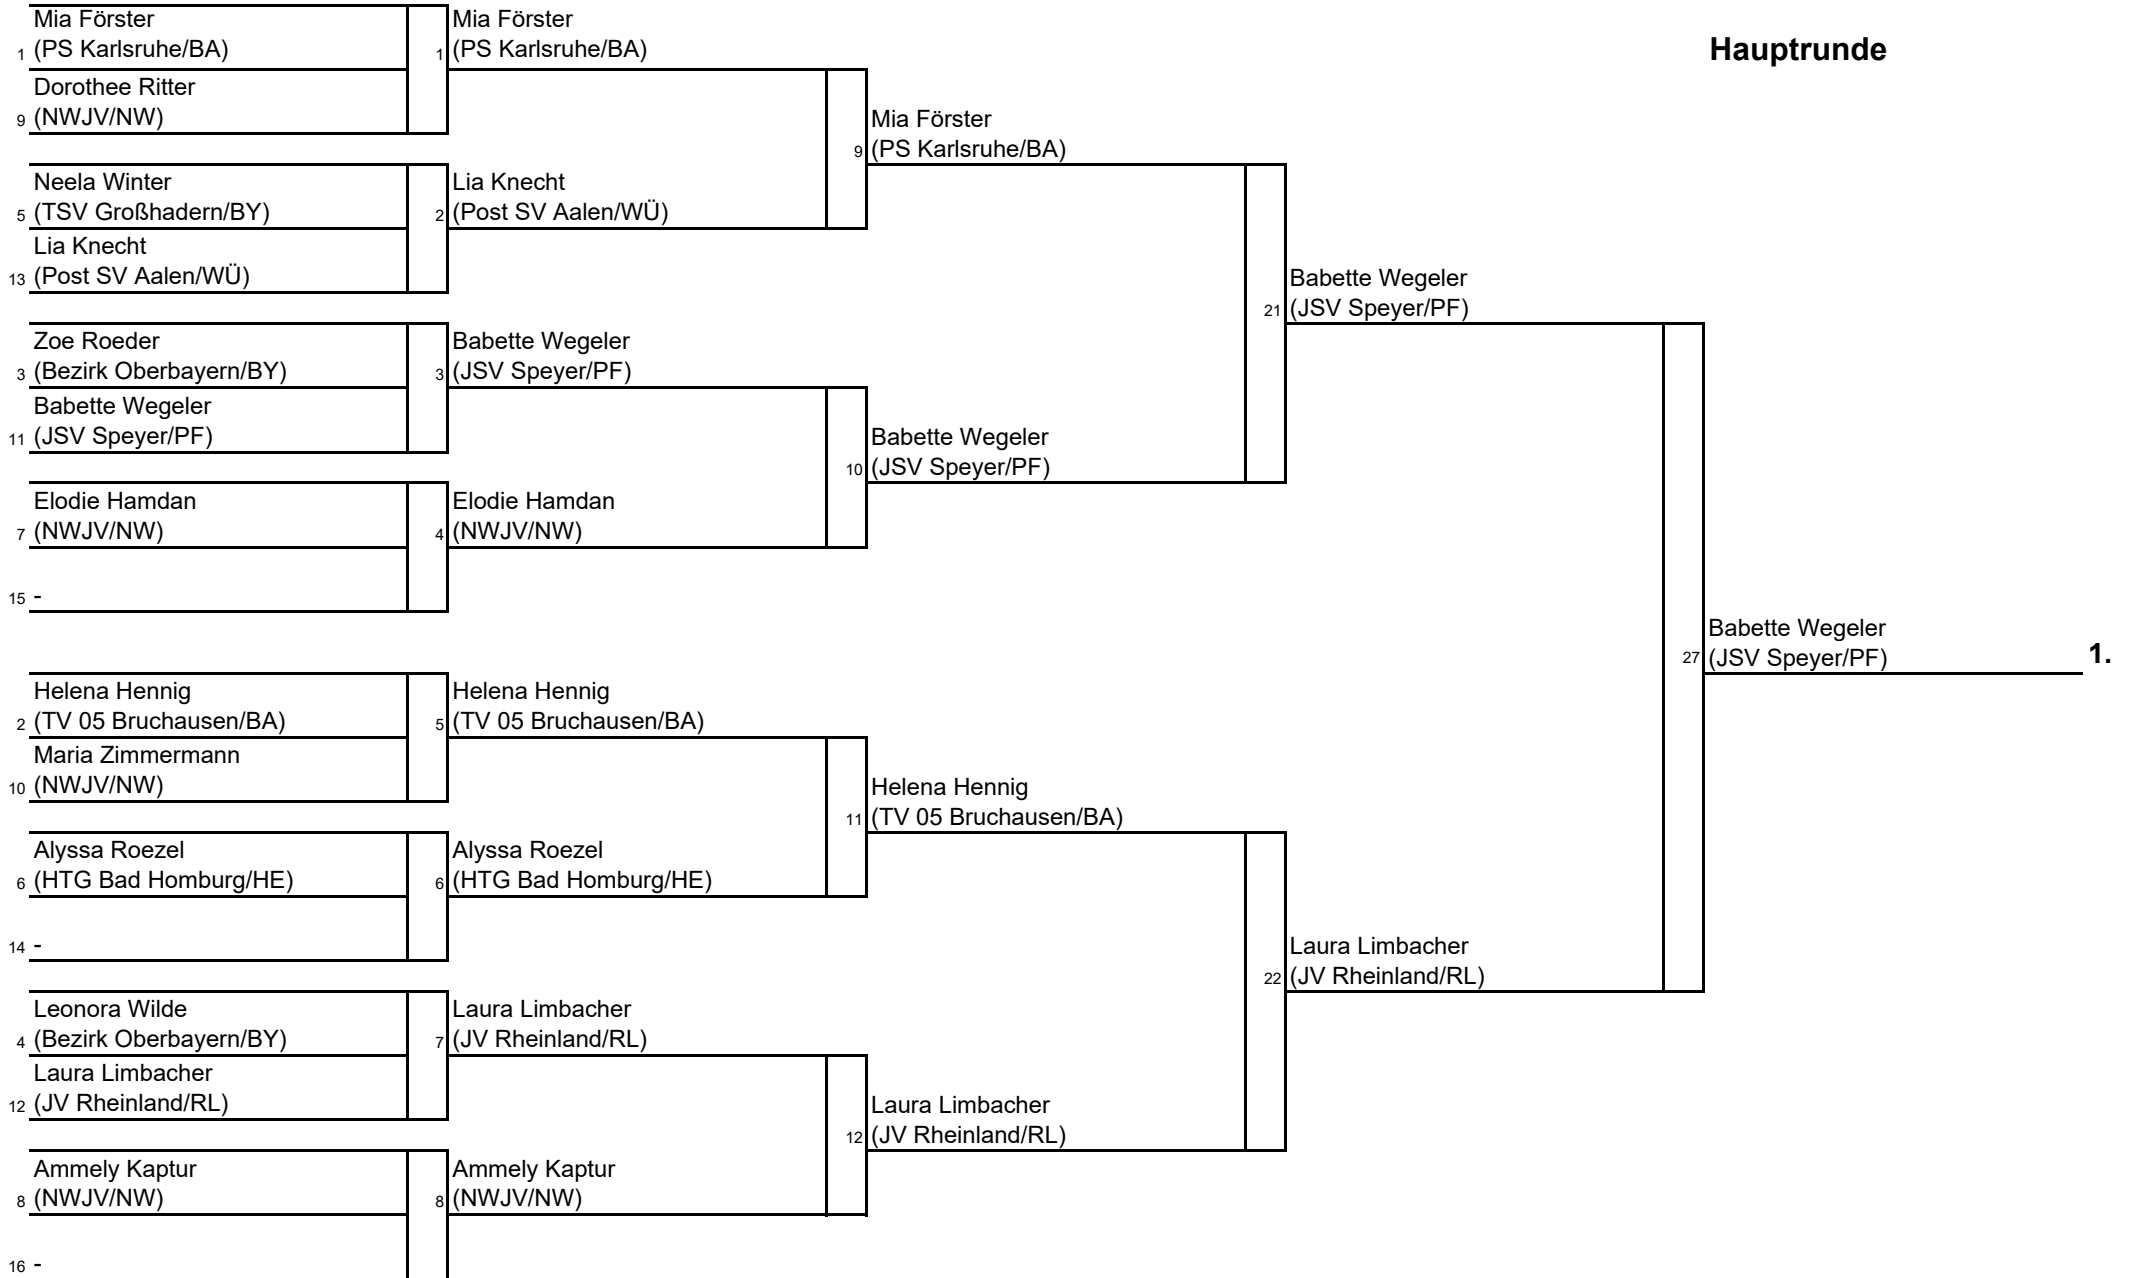 Hauptrunde
Mia Förster
1 (PS Karlsruhe/BA)
Dorothee Ritter
9 (NWJV/NW)
Neela Winter
5 (TSV Großhadern/BY)
Lia Knecht
13 (Post SV Aalen/WÜ)
Zoe Roeder
3 (Bezirk Oberbayern/BY)
Babette Wegeler
11 (JSV Speyer/PF)
Elodie Hamdan
7 (NWJV/NW)
15 -
Helena Hennig
2 (TV 05 Bruchausen/BA)
Maria Zimmermann
10 (NWJV/NW)
Alyssa Roezel
6 (HTG Bad Homburg/HE)
14 -
Leonora Wilde
4 (Bezirk Oberbayern/BY)
Laura Limbacher
12 (JV Rheinland/RL)
Ammely Kaptur
8 (NWJV/NW)
16 -
Mia Förster
1 (PS Karlsruhe/BA)
Lia Knecht
2 (Post SV Aalen/WÜ)
Babette Wegeler
3 (JSV Speyer/PF)
Elodie Hamdan
4 (NWJV/NW)
Helena Hennig
5 (TV 05 Bruchausen/BA)
Alyssa Roezel
6 (HTG Bad Homburg/HE)
Laura Limbacher
7 (JV Rheinland/RL)
Ammely Kaptur
8 (NWJV/NW)
Mia Förster
9 (PS Karlsruhe/BA)
Babette Wegeler
10 (JSV Speyer/PF)
Helena Hennig
11 (TV 05 Bruchausen/BA)
Laura Limbacher
12 (JV Rheinland/RL)
Babette Wegeler
21 (JSV Speyer/PF)
Laura Limbacher
22 (JV Rheinland/RL)
Babette Wegeler
27 (JSV Speyer/PF) 1.